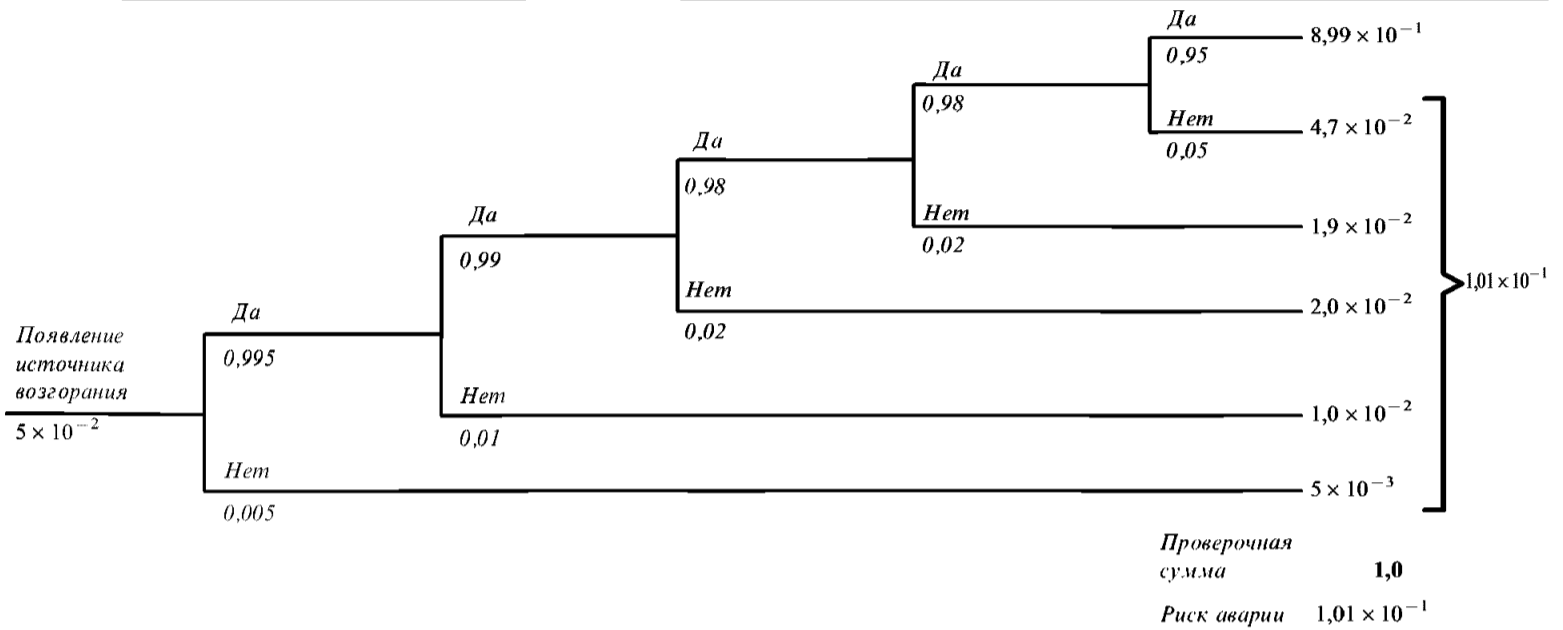 Да
8,99 × 10⁻¹
0,95
Да
0,98
Нет
4,7 × 10⁻²
0,05
Да
0,98
Нет
1,9 × 10⁻²
0,02
Да
0,99
Нет
2,0 × 10⁻²
0,02
1,01 × 10⁻¹
Да
0,995
Появление
источника
возгорания
5 × 10⁻²
Нет
1,0 × 10⁻²
0,01
Нет
5 × 10⁻³
0,005
Проверочная
сумма 1,0
Риск аварии 1,01 × 10⁻¹